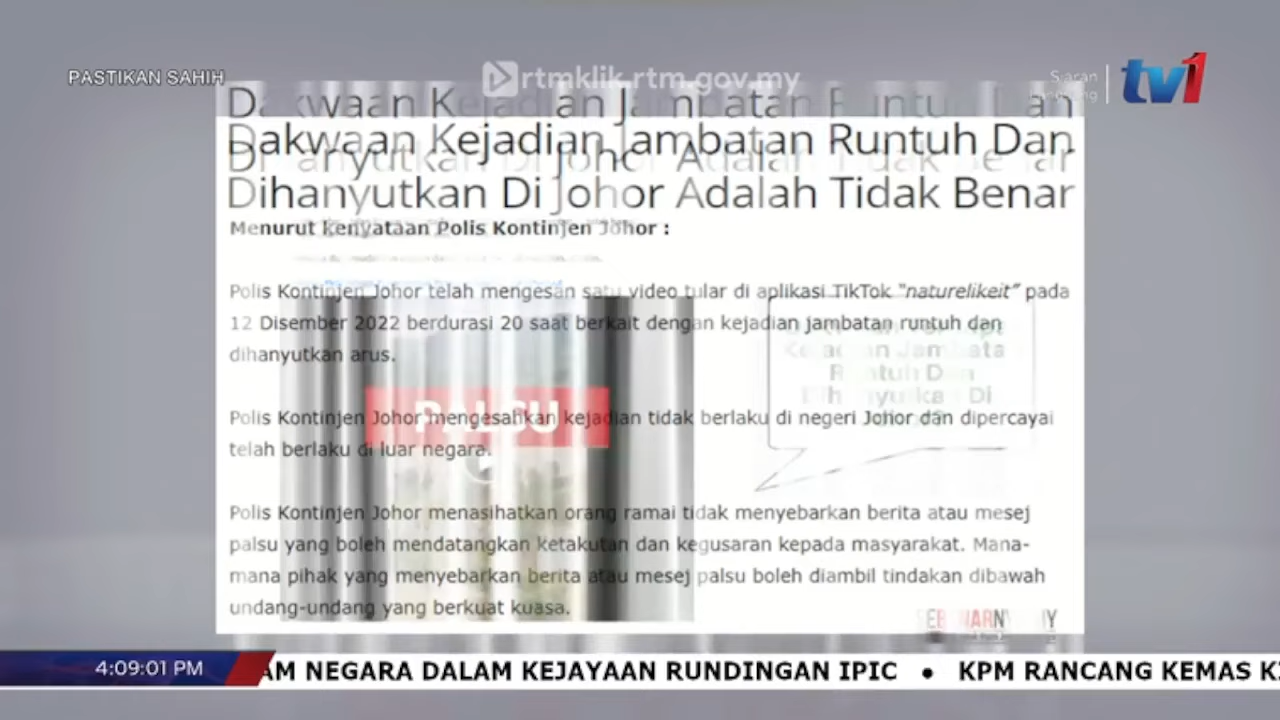 PASTIKAN SAHIH
rtmklik.rtm.gov.my
Siaran
tv1
Dakwaan Kejadian Jambatan Runtuh Dan
Dihanyutkan Di Johor Adalah Tidak Benar
Menurut Kenyataan Polis Kontinjen Johor :
Polis Kontinjen Johor telah mengesan satu video tular di aplikasi TikTok "naturelikeit" pada
12 Disember 2022 berdurasi 20 saat berkait dengan kejadian jambatan runtuh dan
dihanyutkan arus.
Polis Kontinjen Johor mengesahkan kejadian tidak berlaku di negeri Johor dan dipercayai
telah berlaku di luar negara.
Polis Kontinjen Johor menasihatkan orang ramai tidak menyebarkan berita atau mesej
palsu yang boleh mendatangkan ketakutan dan kegusaran kepada masyarakat. Mana-
mana pihak yang menyebarkan berita atau mesej palsu boleh diambil tindakan dibawah
undang-undang yang berkuat kuasa.
PALSU
4:09:01 PM
AM NEGARA DALAM KEJAYAAN RUNDINGAN IPIC • KPM RANCANG KEMAS